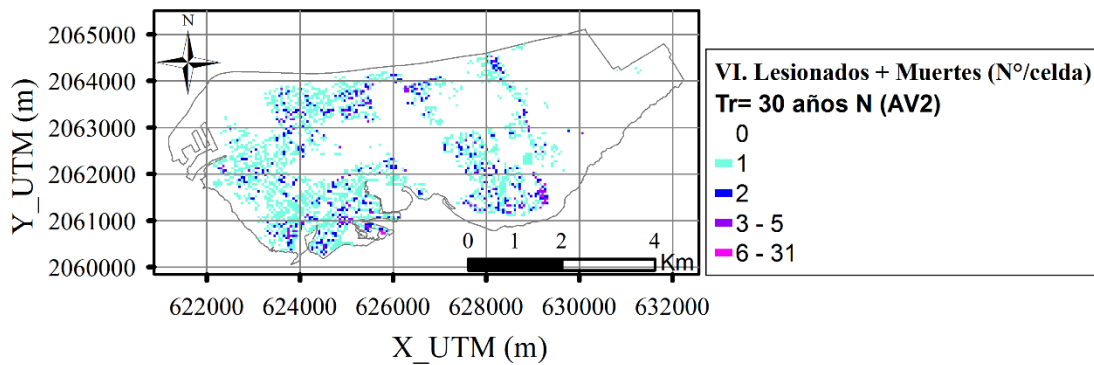 N
Y_UTM (m)
2065000
2064000
2063000
2062000
2061000
2060000
0 1 2 4
Km
622000 624000 626000 628000 630000 632000
X_UTM (m)
VI. Lesionados + Muertes (N°/celda)
Tr= 30 años N (AV2)
0
1
2
3 - 5
6 - 31